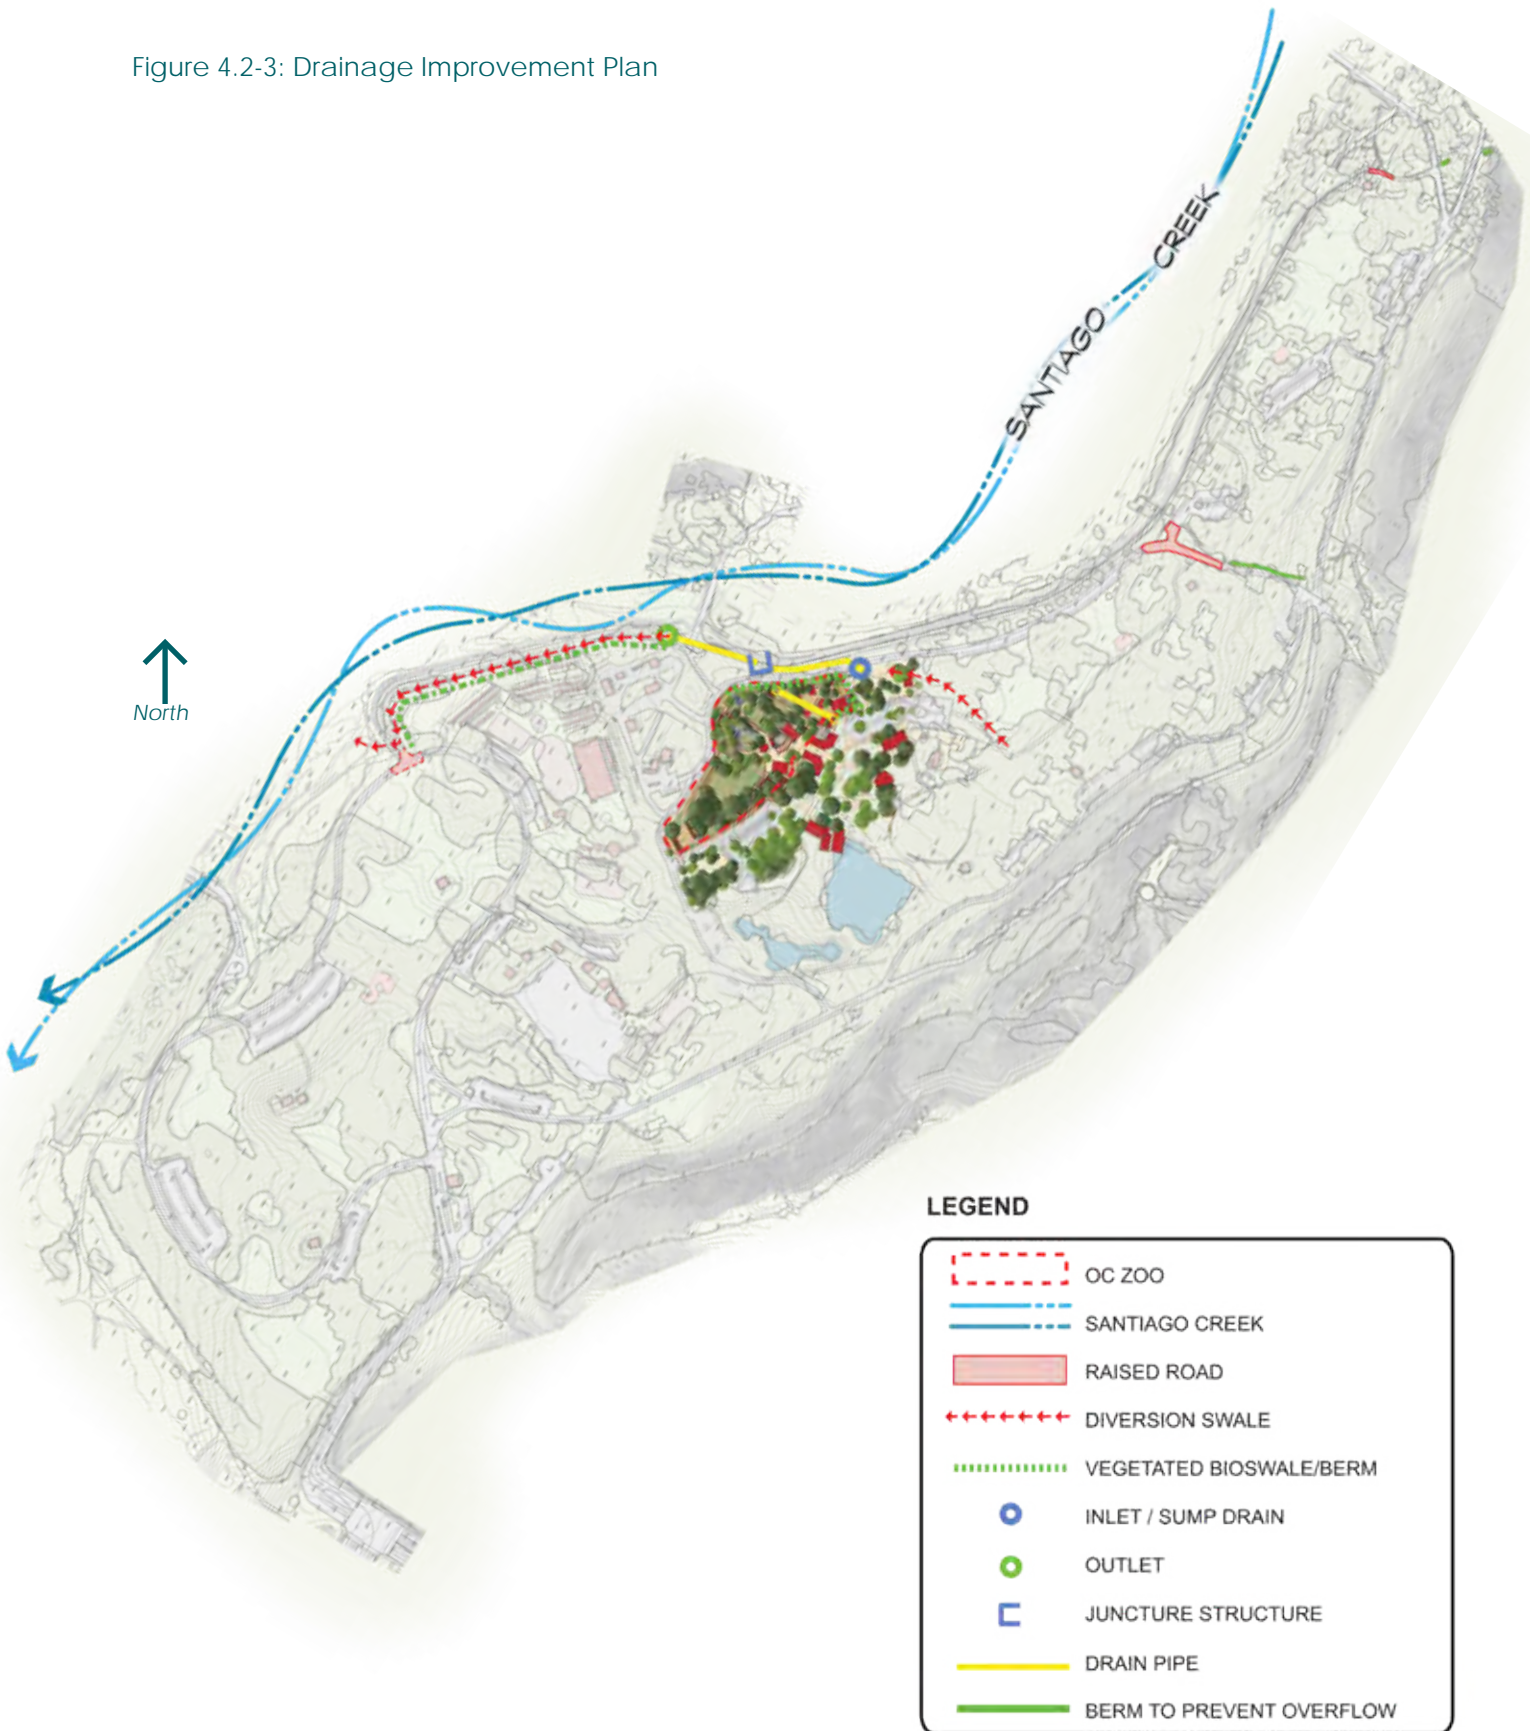 Figure 4.2-3: Drainage Improvement Plan
SANTIAGO CREEK
North
LEGEND
OC ZOO
SANTIAGO CREEK
RAISED ROAD
DIVERSION SWALE
VEGETATED BIOSWALE/BERM
INLET / SUMP DRAIN
OUTLET
JUNCTURE STRUCTURE
DRAIN PIPE
BERM TO PREVENT OVERFLOW